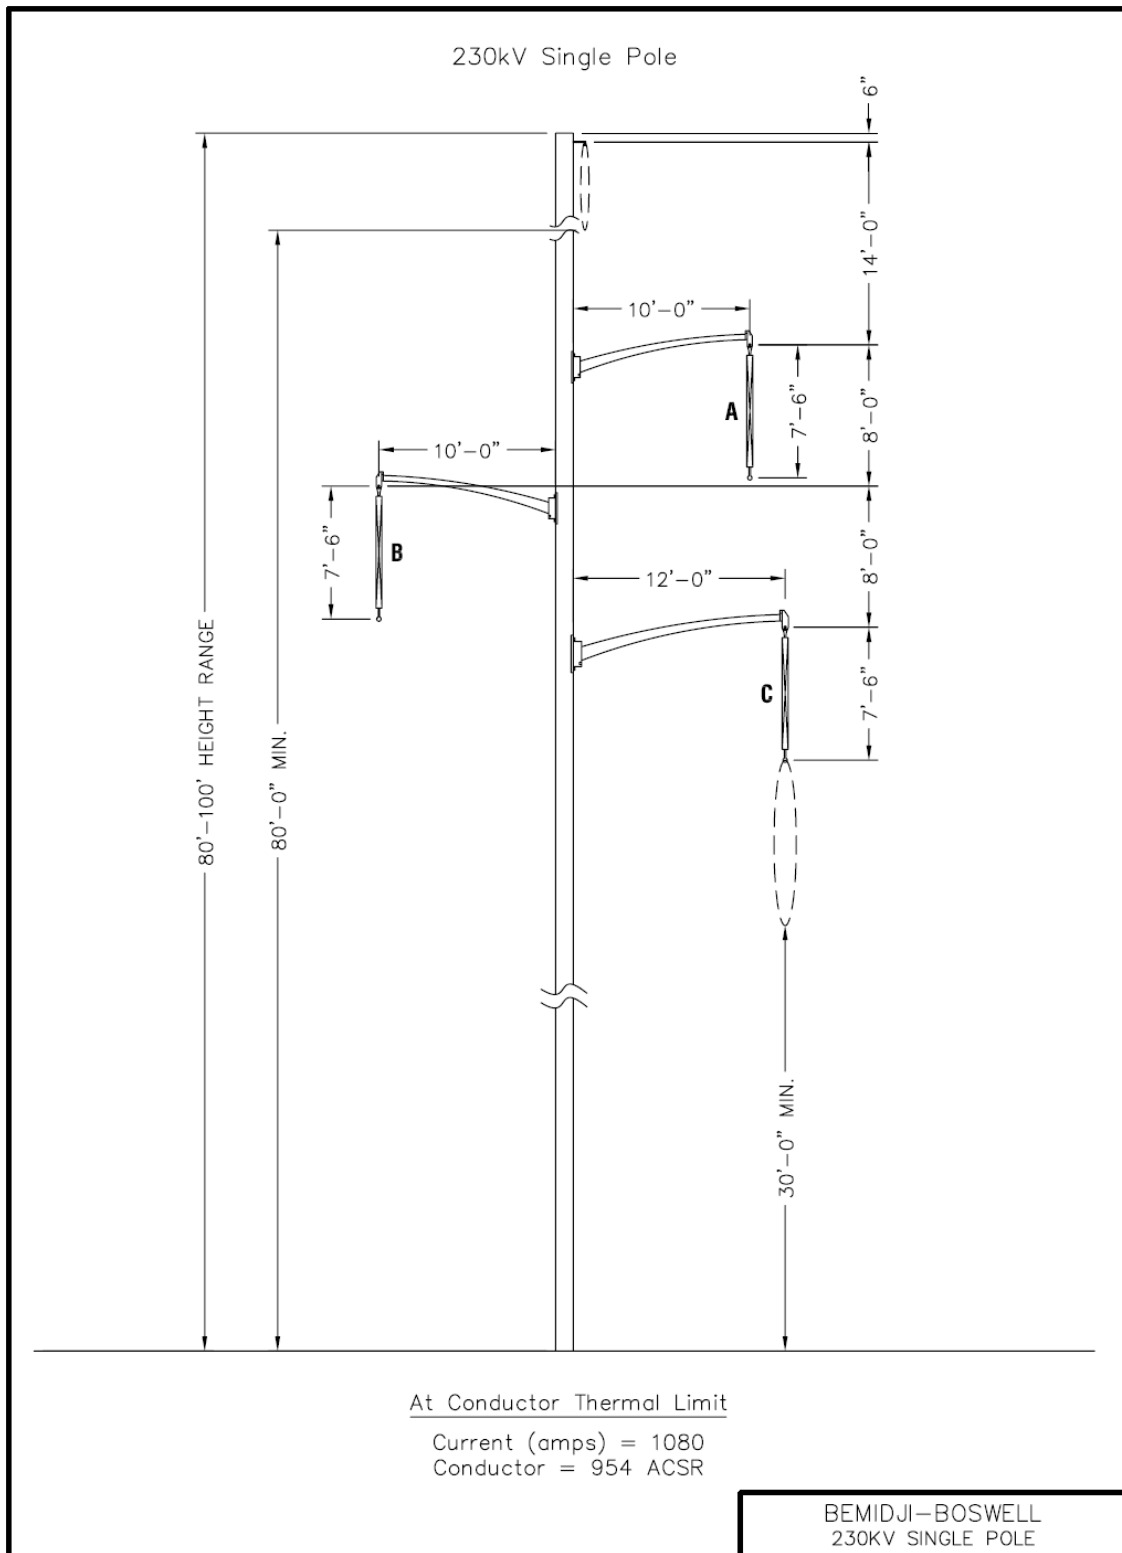 230kV Single Pole
6"
14'-0"
10'-0"
A
7'-6"
8'-0"
10'-0"
7'-6"
B
8'-0"
12'-0"
C
7'-6"
80'-100' HEIGHT RANGE
80'-0" MIN.
30'-0" MIN.
At Conductor Thermal Limit
Current (amps) = 1080
Conductor = 954 ACSR
BEMIDJI-BOSWELL
230KV SINGLE POLE